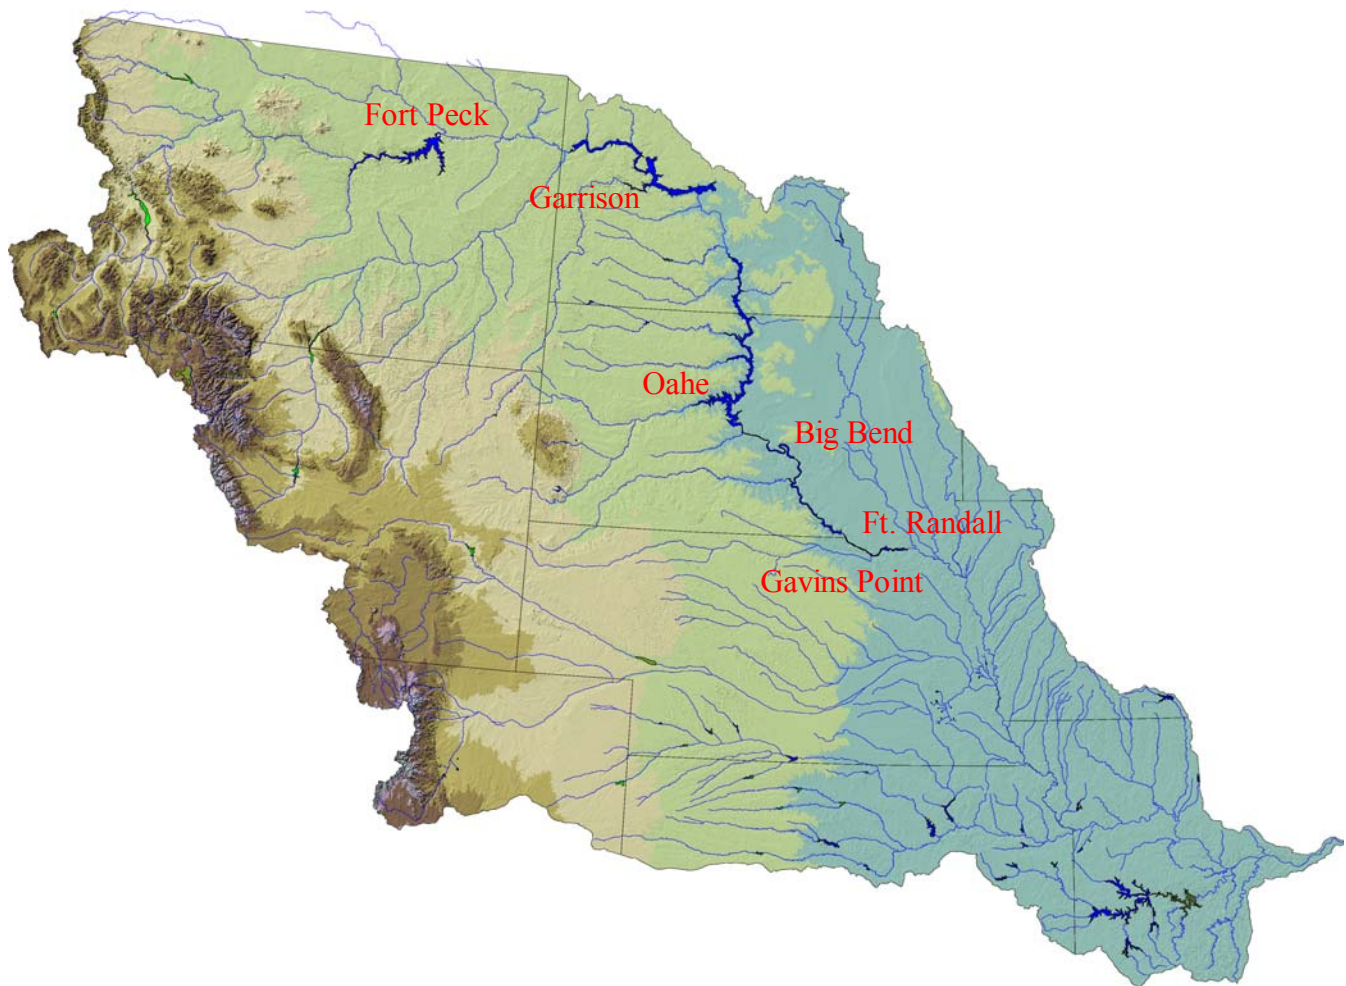 Fort Peck
Garrison
Oahe
Big Bend
Ft. Randall
Gavins Point